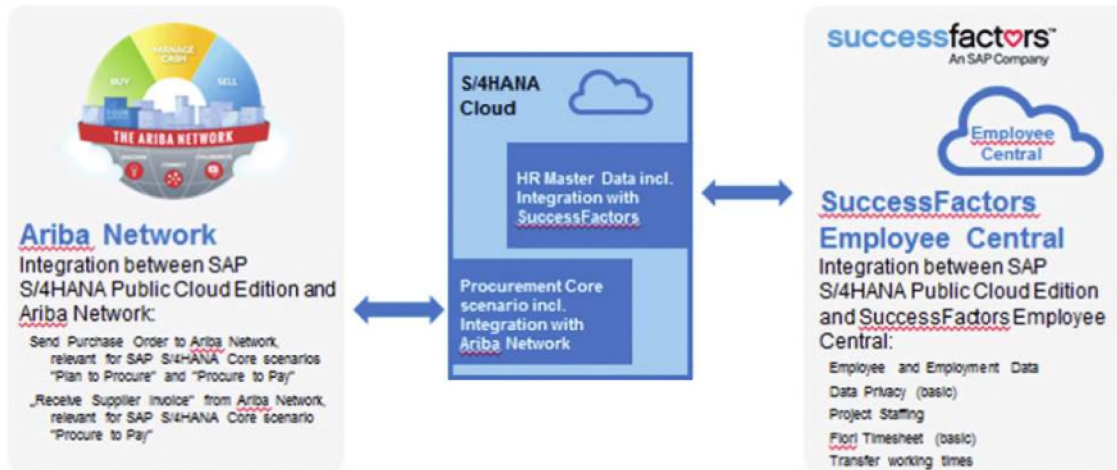 MANAGE
CASH
BUY
SELL
THE ARIBA NETWORK
DISCOVER
CONNECT
COLLABORATE
Ariba Network
Integration between SAP
S/4HANA Public Cloud Edition and
Ariba Network:
Send Purchase Order to Ariba Network,
relevant for SAP S/4HANA Core scenarios
"Plan to Procure" and "Procure to Pay"
„Receive Supplier Invoice" from Ariba Network,
relevant for SAP S/4HANA Core scenario
"Procure to Pay"
S/4HANA
Cloud
HR Master Data incl.
Integration with
SuccessFactors
Procurement Core
scenario incl.
Integration with
Ariba Network
successfactors™
An SAP Company
Employee
Central
SuccessFactors
Employee Central
Integration between SAP
S/4HANA Public Cloud Edition
and SuccessFactors Employee
Central:
Employee and Employment Data
Data Privacy (basic)
Project Staffing
Fiori Timesheet (basic)
Transfer working times